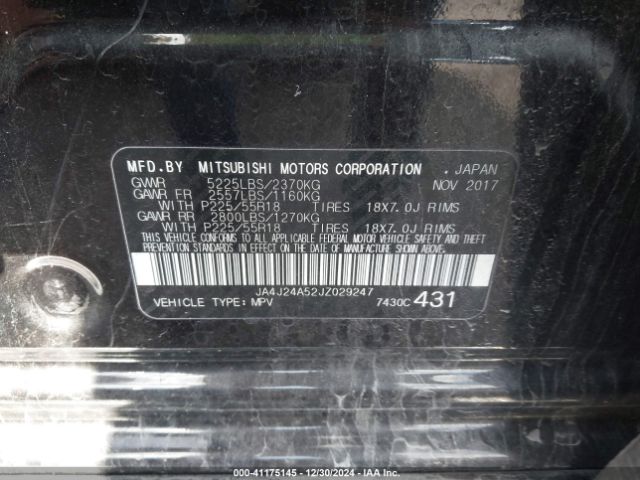 MFD.BY MITSUBISHI MOTORS CORPORATION . JAPAN
GVWR 5225LBS/2370KG NOV 2017
GAWR FR 2557LBS/1160KG
WITH P225/55R18 TIRES 18X7.0J RIMS
GAWR RR 2800LBS/1270KG
WITH P225/55R18 TIRES 18X7.0J RIMS
THIS VEHICLE CONFORMS TO ALL APPLICABLE FEDERAL MOTOR VEHICLE SAFETY AND THEFT
PREVENTION STANDARDS IN EFFECT ON THE DATE OF MANUFACTURE SHOWN ABOVE.
JA4J24A52JZ029247
VEHICLE TYPE: MPV 7430C 431
000-41175145 - 12/30/2024 - IAA Inc.